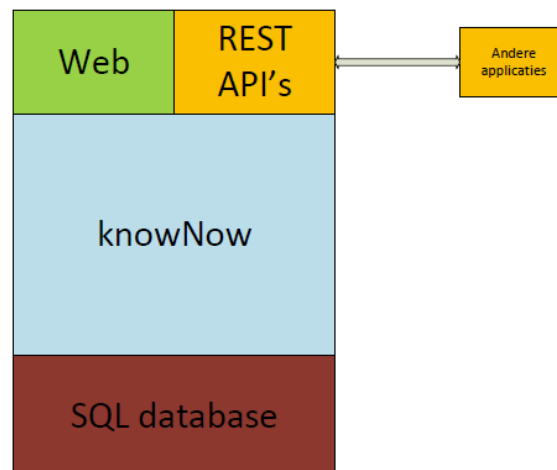 Web
REST
API's
Andere
applicaties
knowNow
SQL database